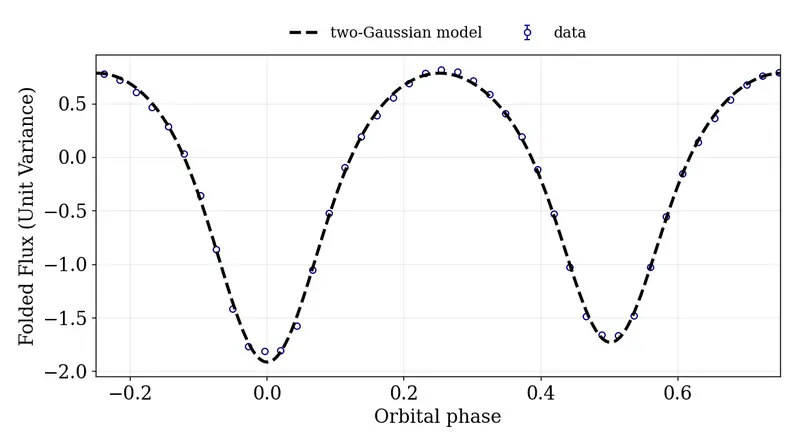 two-Gaussian model data
Folded Flux (Unit Variance)
0.5
0.0
−0.5
−1.0
−1.5
−2.0
−0.2 0.0 0.2 0.4 0.6
Orbital phase